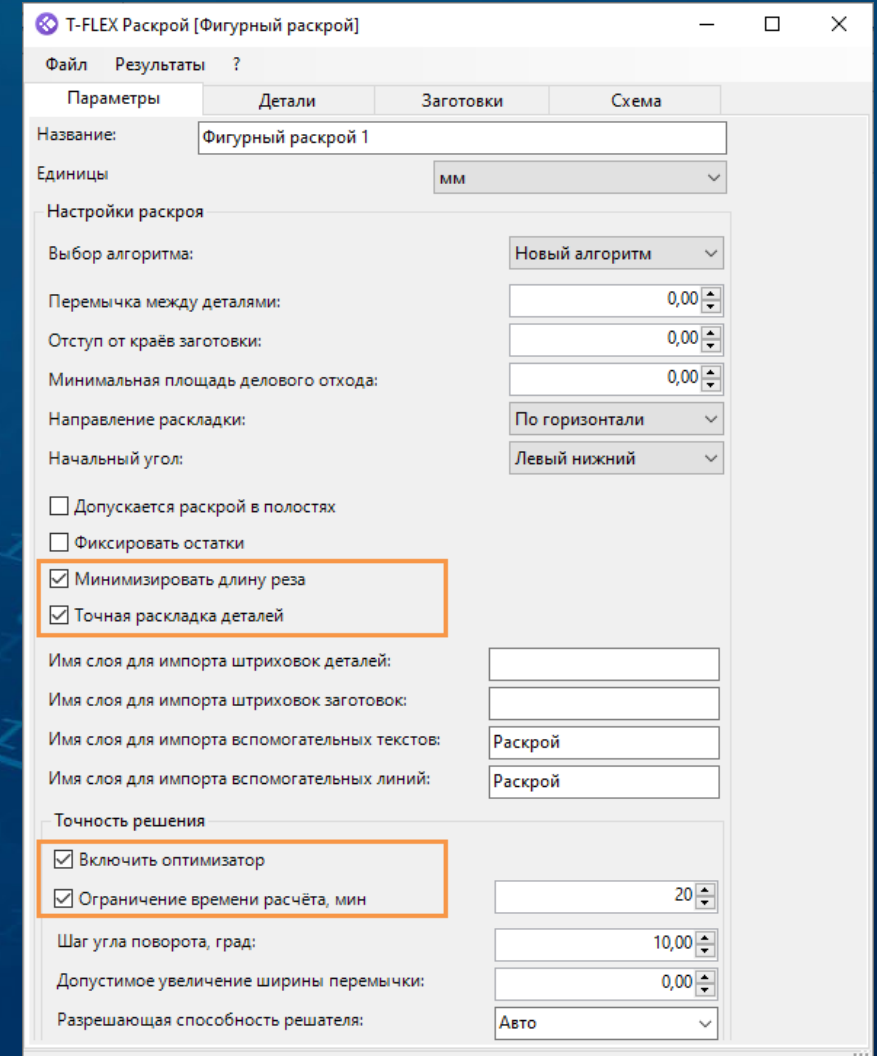 T-FLEX Раскрой [Фигурный раскрой]
Файл Результаты ?
Параметры Детали Заготовки Схема
Название: Фигурный раскрой 1
Единицы мм
Настройки раскроя
Выбор алгоритма: Новый алгоритм
Перемычка между деталями: 0,00
Отступ от краёв заготовки: 0,00
Минимальная площадь делового отхода: 0,00
Направление раскладки: По горизонтали
Начальный угол: Левый нижний
Допускается раскрой в полостях
Фиксировать остатки
Минимизировать длину реза
Точная раскладка деталей
Имя слоя для импорта штриховок деталей:
Имя слоя для импорта штриховок заготовок:
Имя слоя для импорта вспомогательных текстов: Раскрой
Имя слоя для импорта вспомогательных линий: Раскрой
Точность решения
Включить оптимизатор
Ограничение времени расчёта, мин 20
Шаг угла поворота, град: 10,00
Допустимое увеличение ширины перемычки: 0,00
Разрешающая способность решателя: Авто